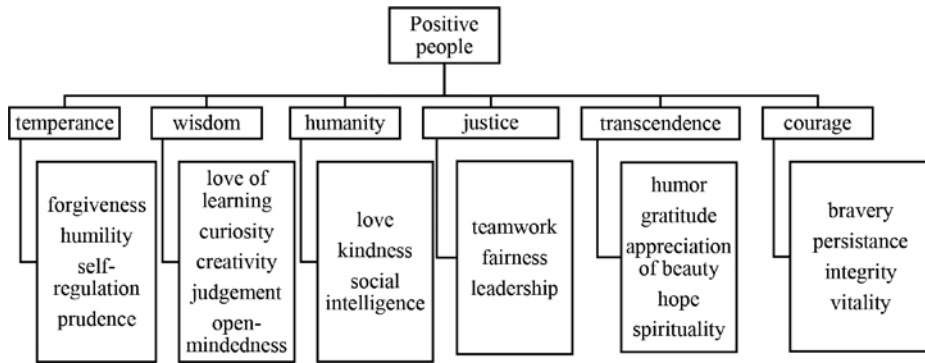 Positive
people
temperance
wisdom
humanity
justice
transcendence
courage
forgiveness
humility
self-
regulation
prudence
love of
learning
curiosity
creativity
judgement
open-
mindedness
love
kindness
social
intelligence
teamwork
fairness
leadership
humor
gratitude
appreciation
of beauty
hope
spirituality
bravery
persistance
integrity
vitality